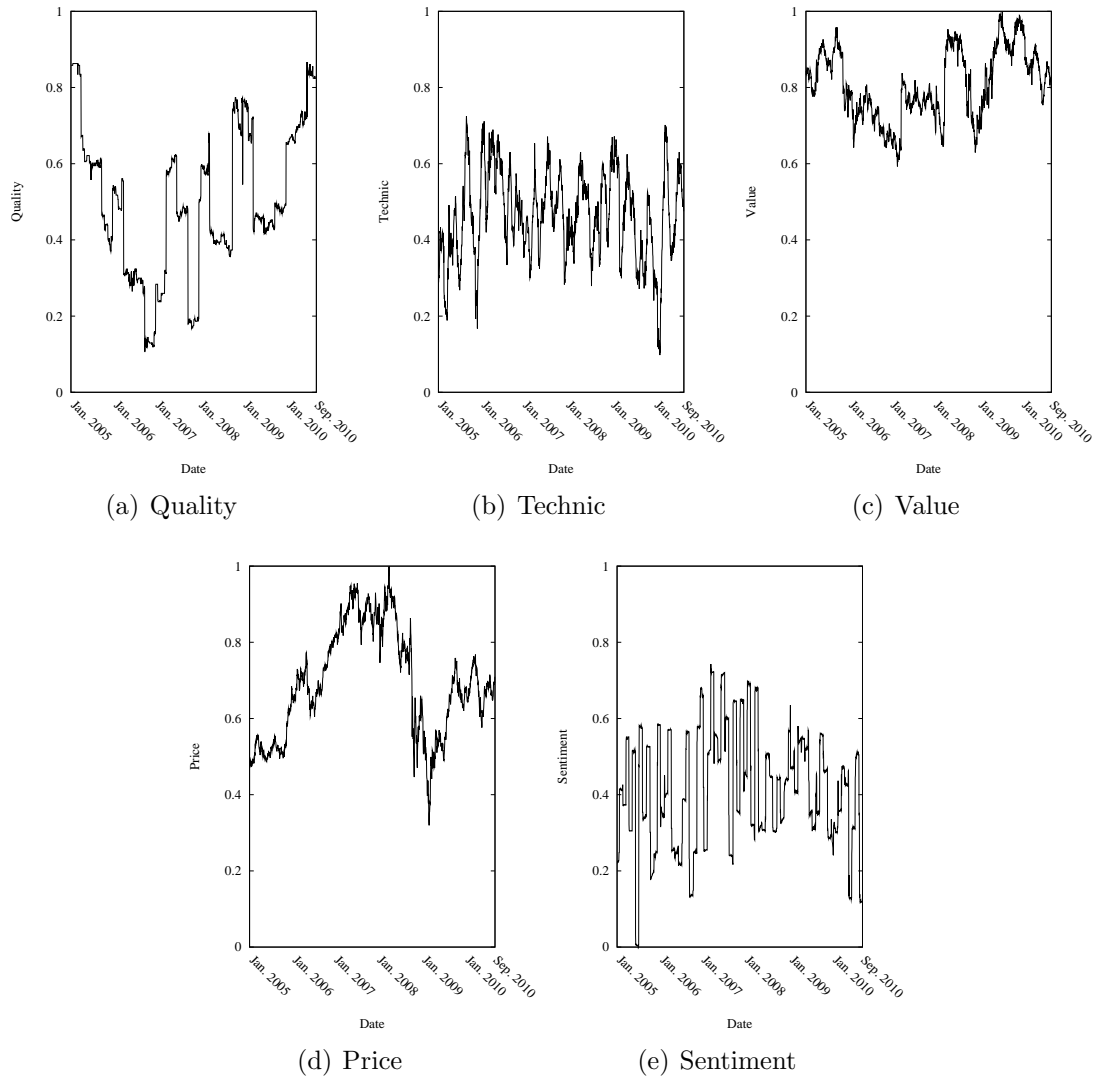 1
0.8
0.6
0.4
0.2
0
Quality
Jan. 2005
Jan. 2006
Jan. 2007
Jan. 2008
Jan. 2009
Jan. 2010
Sep. 2010
Date
(a) Quality
1
0.8
0.6
0.4
0.2
0
Technic
Jan. 2005
Jan. 2006
Jan. 2007
Jan. 2008
Jan. 2009
Jan. 2010
Sep. 2010
Date
(b) Technic
1
0.8
0.6
0.4
0.2
0
Value
Jan. 2005
Jan. 2006
Jan. 2007
Jan. 2008
Jan. 2009
Jan. 2010
Sep. 2010
Date
(c) Value
1
0.8
0.6
0.4
0.2
0
Price
Jan. 2005
Jan. 2006
Jan. 2007
Jan. 2008
Jan. 2009
Jan. 2010
Sep. 2010
Date
(d) Price
1
0.8
0.6
0.4
0.2
0
Sentiment
Jan. 2005
Jan. 2006
Jan. 2007
Jan. 2008
Jan. 2009
Jan. 2010
Sep. 2010
Date
(e) Sentiment